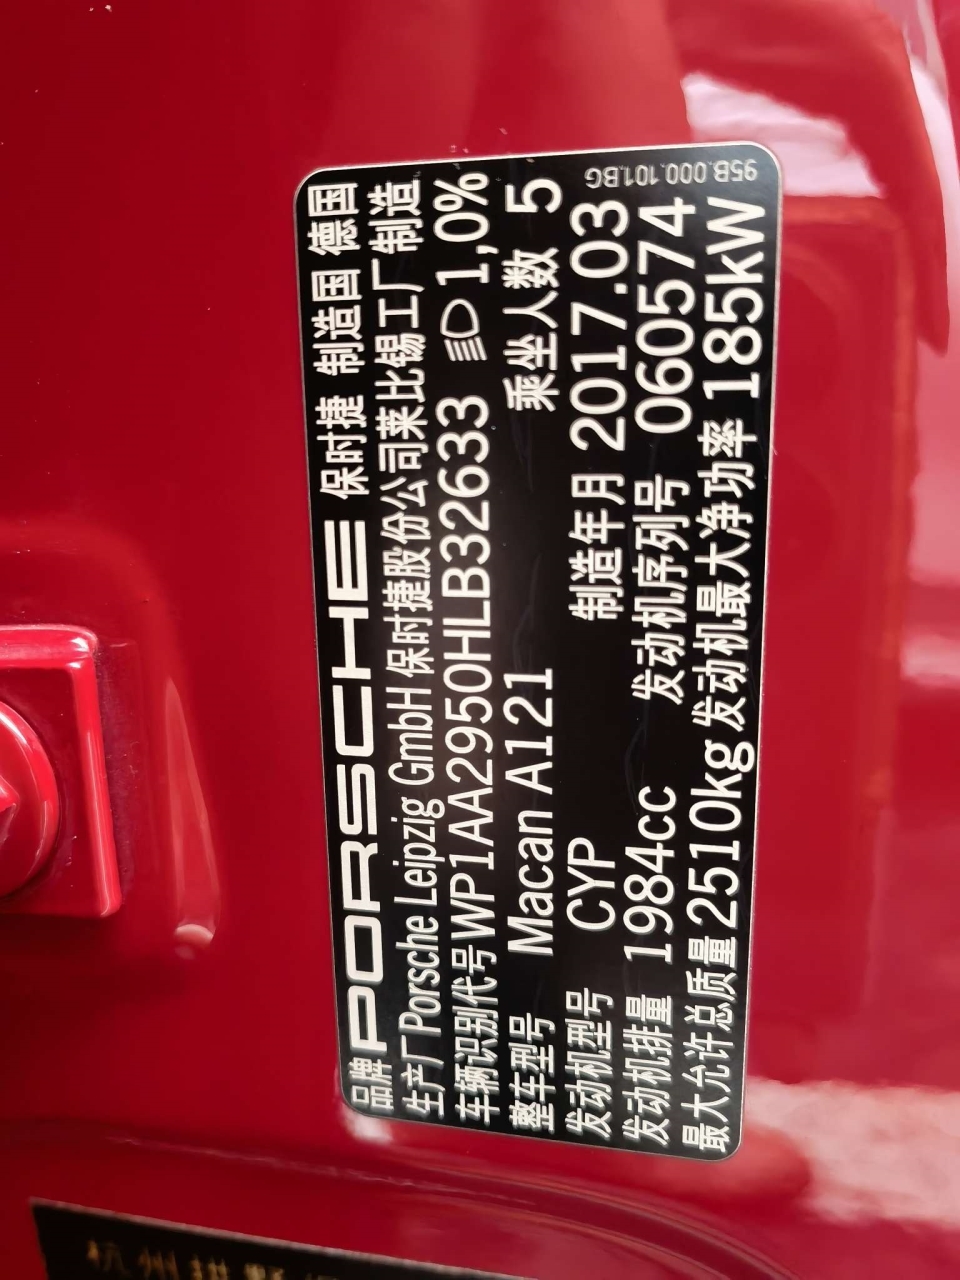 品牌 PORSCHE 保时捷 制造国 德国
生产厂 Porsche Leipzig GmbH 保时捷股份公司莱比锡工厂制造
车辆识别代号 WP1AA2950HLB32633 1,0%
整车型号 Macan A121 乘坐人数 5
发动机型号 CYP 制造年月 2017.03
发动机排量 1984cc 发动机序列号 060574
最大允许总质量 2510kg 发动机最大净功率 185kW
95B.000.101.BG
杭州